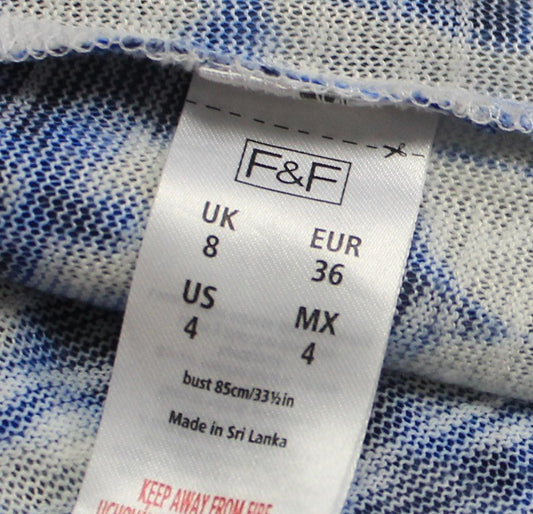 F&F
UK EUR
8 36
US MX
4 4
bust 85cm/33½in
Made in Sri Lanka
KEEP AWAY FROM FIRE